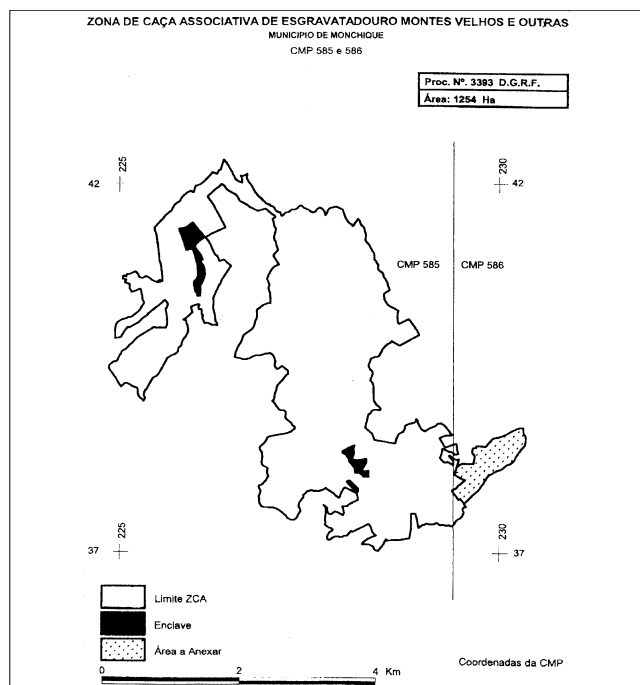 ZONA DE CAÇA ASSOCIATIVA DE ESGRAVATADOURO MONTES VELHOS E OUTRAS
MUNICIPIO DE MONCHIQUE
CMP 585 e 586
Proc. Nº. 3393 D.G.R.F.
Área: 1254 Ha
225
42
230
42
CMP 585
CMP 586
225
37
230
37
Limite ZCA
Enclave
Área a Anexar
Coordenadas da CMP
0 2 4 Km